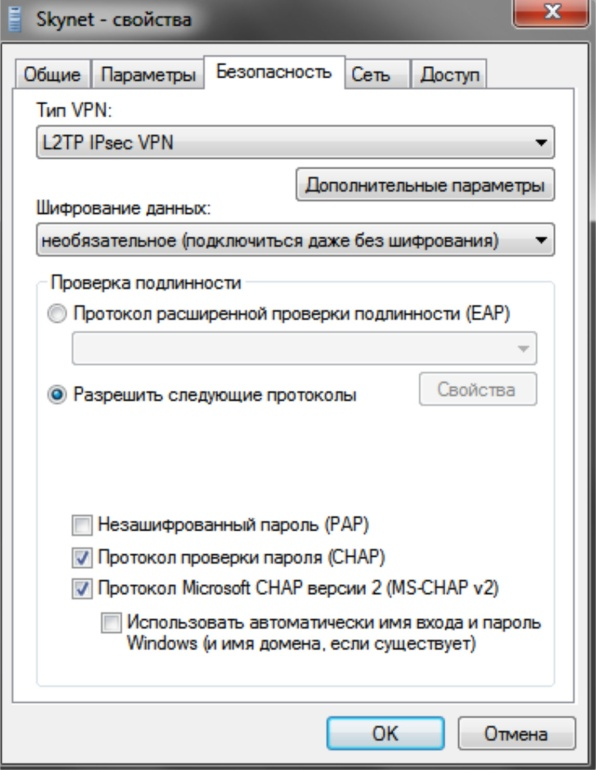 Skynet - свойства
Общие Параметры Безопасность Сеть Доступ
Тип VPN:
L2TP IPsec VPN
Дополнительные параметры
Шифрование данных:
необязательное (подключиться даже без шифрования)
Проверка подлинности
Протокол расширенной проверки подлинности (EAP)
Разрешить следующие протоколы
Свойства
Незашифрованный пароль (PAP)
Протокол проверки пароля (CHAP)
Протокол Microsoft CHAP версии 2 (MS-CHAP v2)
Использовать автоматически имя входа и пароль
Windows (и имя домена, если существует)
OK Отмена